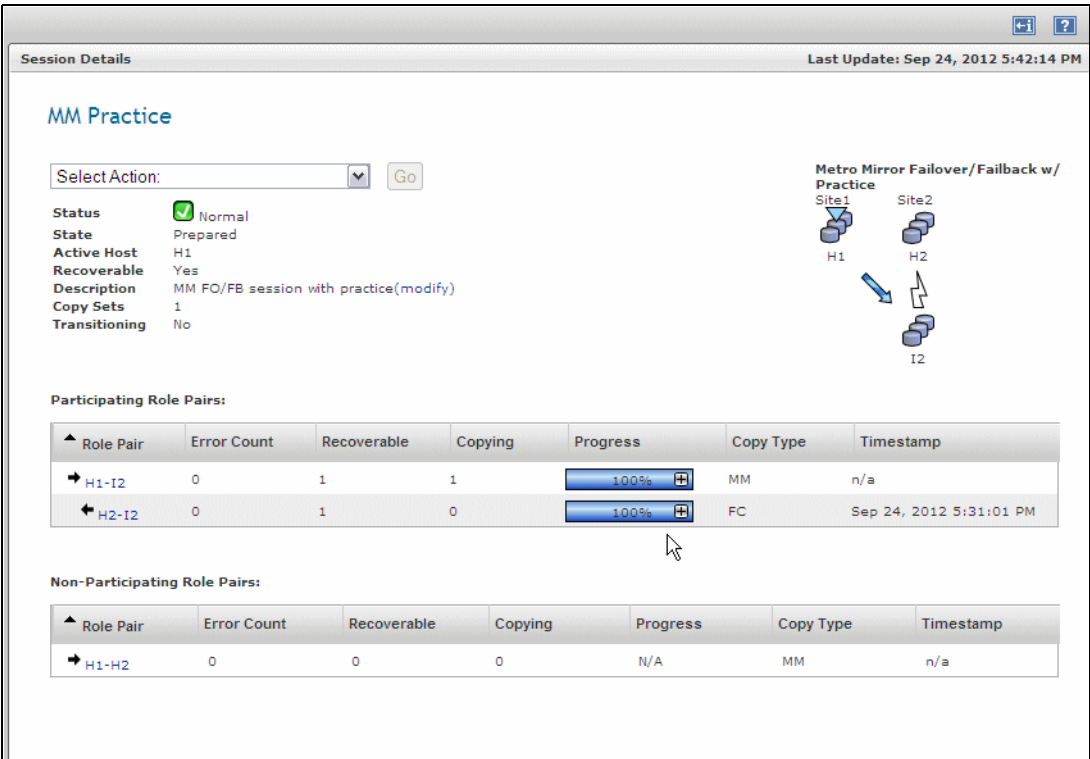 Session Details
Last Update: Sep 24, 2012 5:42:14 PM
MM Practice
Select Action:
Go
Status Normal
State Prepared
Active Host H1
Recoverable Yes
Description MM FO/FB session with practice(modify)
Copy Sets 1
Transitioning No
Metro Mirror Failover/Failback w/
Practice
Site1 Site2
H1 H2
I2
Participating Role Pairs:
Role Pair Error Count Recoverable Copying Progress Copy Type Timestamp
H1-I2 0 1 1 100% MM n/a
H2-I2 0 1 0 100% FC Sep 24, 2012 5:31:01 PM
Non-Participating Role Pairs:
Role Pair Error Count Recoverable Copying Progress Copy Type Timestamp
H1-H2 0 0 0 N/A MM n/a